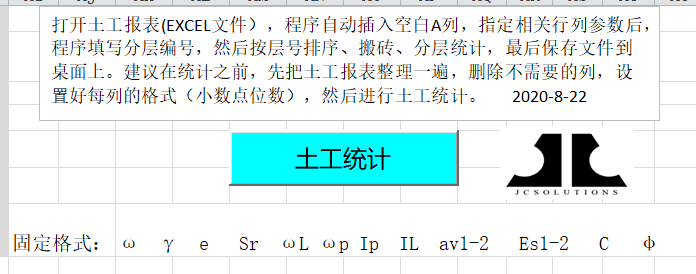 打开土工报表(EXCEL文件），程序自动插入空白A列，指定相关行列参数后，
程序填写分层编号，然后按层号排序、搬砖、分层统计，最后保存文件到
桌面上。建议在统计之前，先把土工报表整理一遍，删除不需要的列，设
置好每列的格式（小数点位数），然后进行土工统计。 2020-8-22
土工统计
JCSOLUTIONS
固定格式： ω γ e Sr ωL ωp Ip IL av1-2 Es1-2 C φ